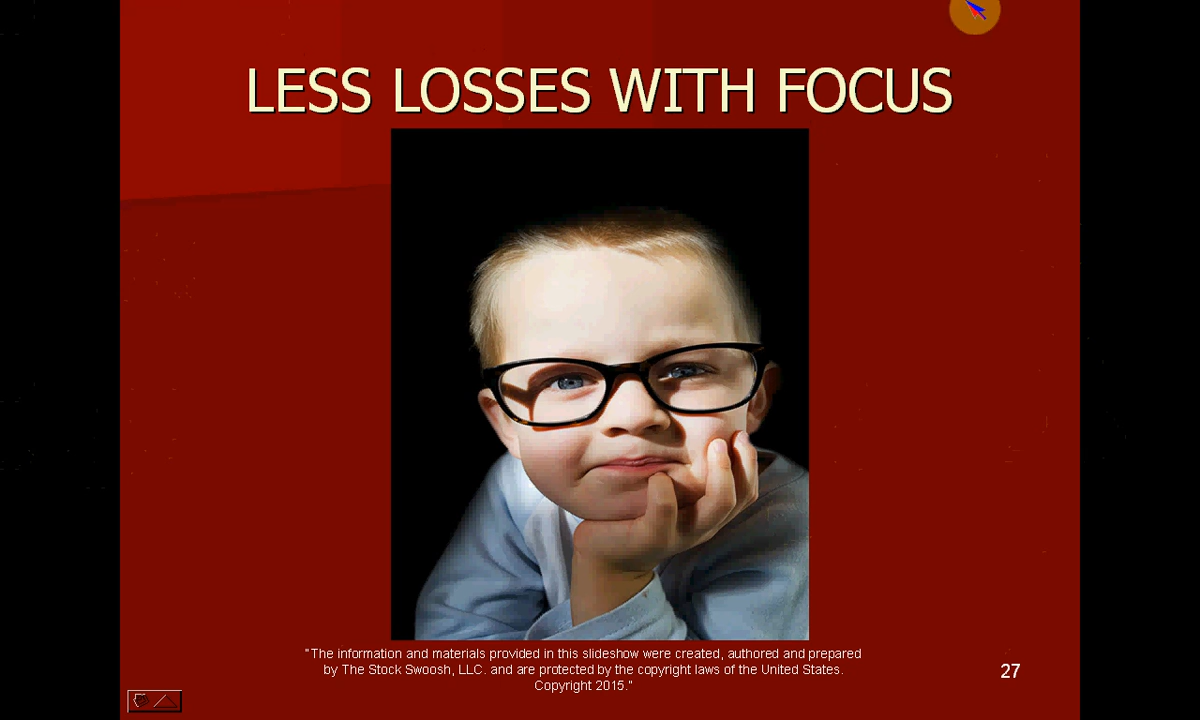 LESS LOSSES WITH FOCUS
"The information and materials provided in this slideshow were created, authored and prepared
by The Stock Swoosh, LLC. and are protected by the copyright laws of the United States.
Copyright 2015."
27